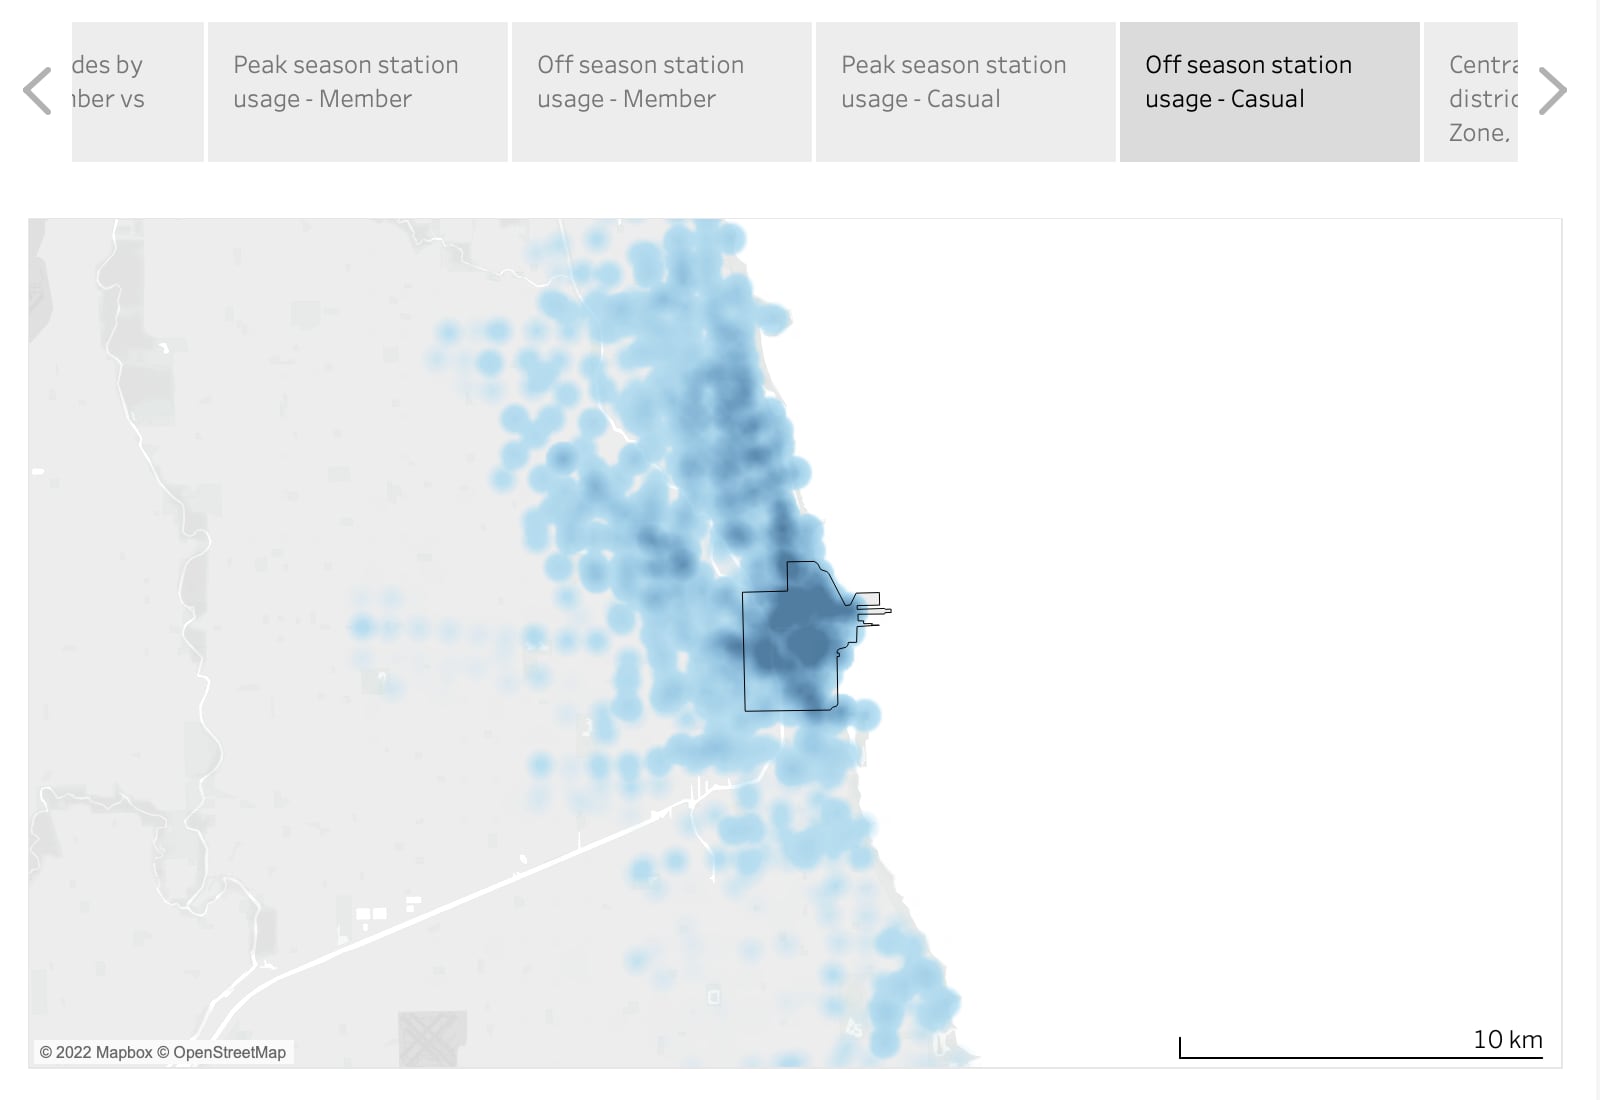 des by
ber vs
Peak season station
usage - Member
Off season station
usage - Member
Peak season station
usage - Casual
Off season station
usage - Casual
Centra
distric
Zone,
© 2022 Mapbox © OpenStreetMap
10 km